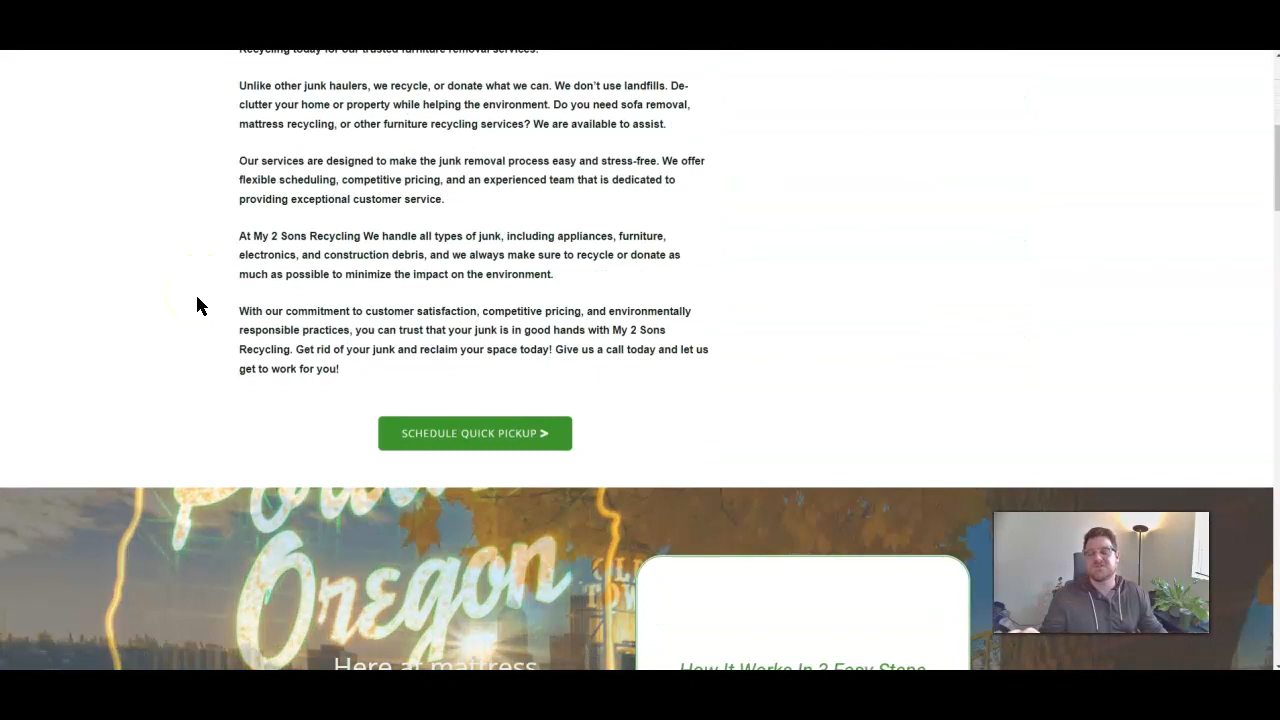 Recycling today for our trusted furniture removal services.
Unlike other junk haulers, we recycle, or donate what we can. We don’t use landfills. De-
clutter your home or property while helping the environment. Do you need sofa removal,
mattress recycling, or other furniture recycling services? We are available to assist.
Our services are designed to make the junk removal process easy and stress-free. We offer
flexible scheduling, competitive pricing, and an experienced team that is dedicated to
providing exceptional customer service.
At My 2 Sons Recycling We handle all types of junk, including appliances, furniture,
electronics, and construction debris, and we always make sure to recycle or donate as
much as possible to minimize the impact on the environment.
With our commitment to customer satisfaction, competitive pricing, and environmentally
responsible practices, you can trust that your junk is in good hands with My 2 Sons
Recycling. Get rid of your junk and reclaim your space today! Give us a call today and let us
get to work for you!
SCHEDULE QUICK PICKUP >
Portland
Oregon
OLD
TOWN
Here at mattress
How It Works In 3 Easy Steps